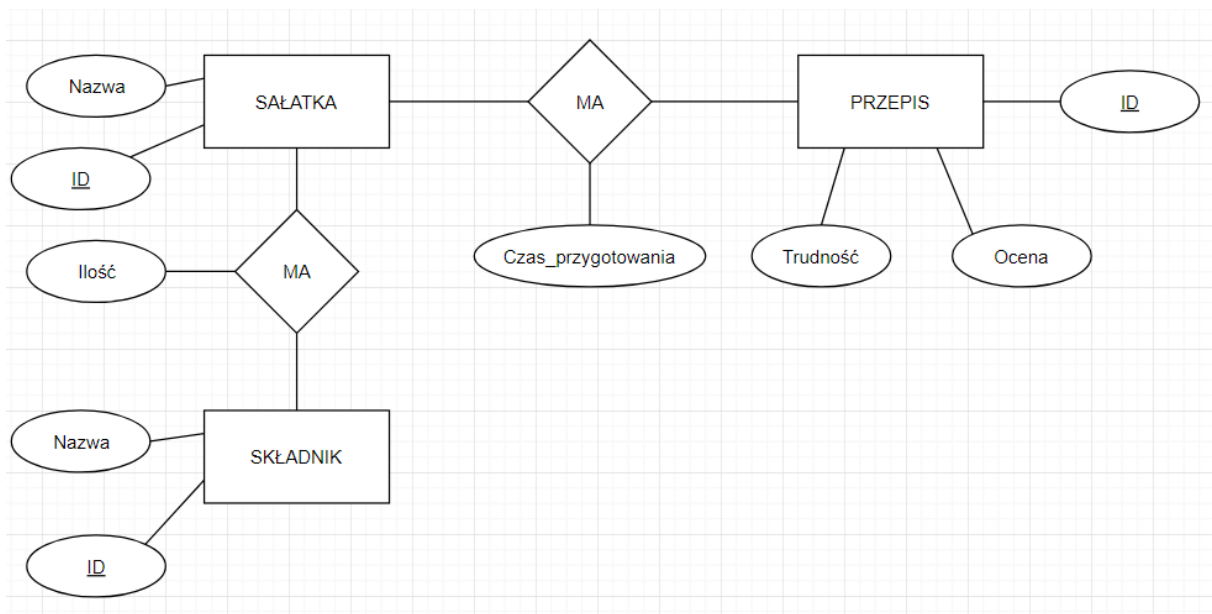 Nazwa
SAŁATKA
MA
PRZEPIS
ID
ID
Ilość
MA
Czas_przygotowania
Trudność
Ocena
Nazwa
SKŁADNIK
ID